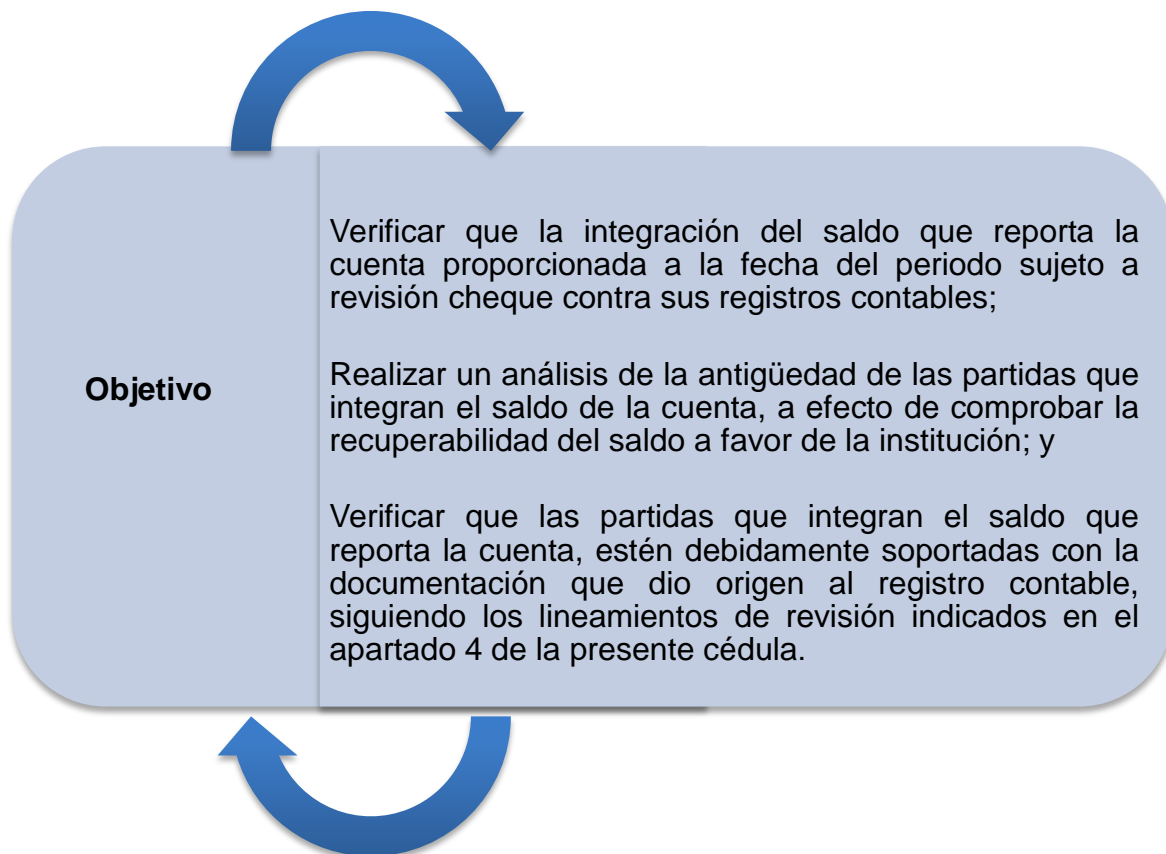 Objetivo
Verificar que la integración del saldo que reporta la
cuenta proporcionada a la fecha del periodo sujeto a
revisión cheque contra sus registros contables;
Realizar un análisis de la antigüedad de las partidas que
integran el saldo de la cuenta, a efecto de comprobar la
recuperabilidad del saldo a favor de la institución; y
Verificar que las partidas que integran el saldo que
reporta la cuenta, estén debidamente soportadas con la
documentación que dio origen al registro contable,
siguiendo los lineamientos de revisión indicados en el
apartado 4 de la presente cédula.